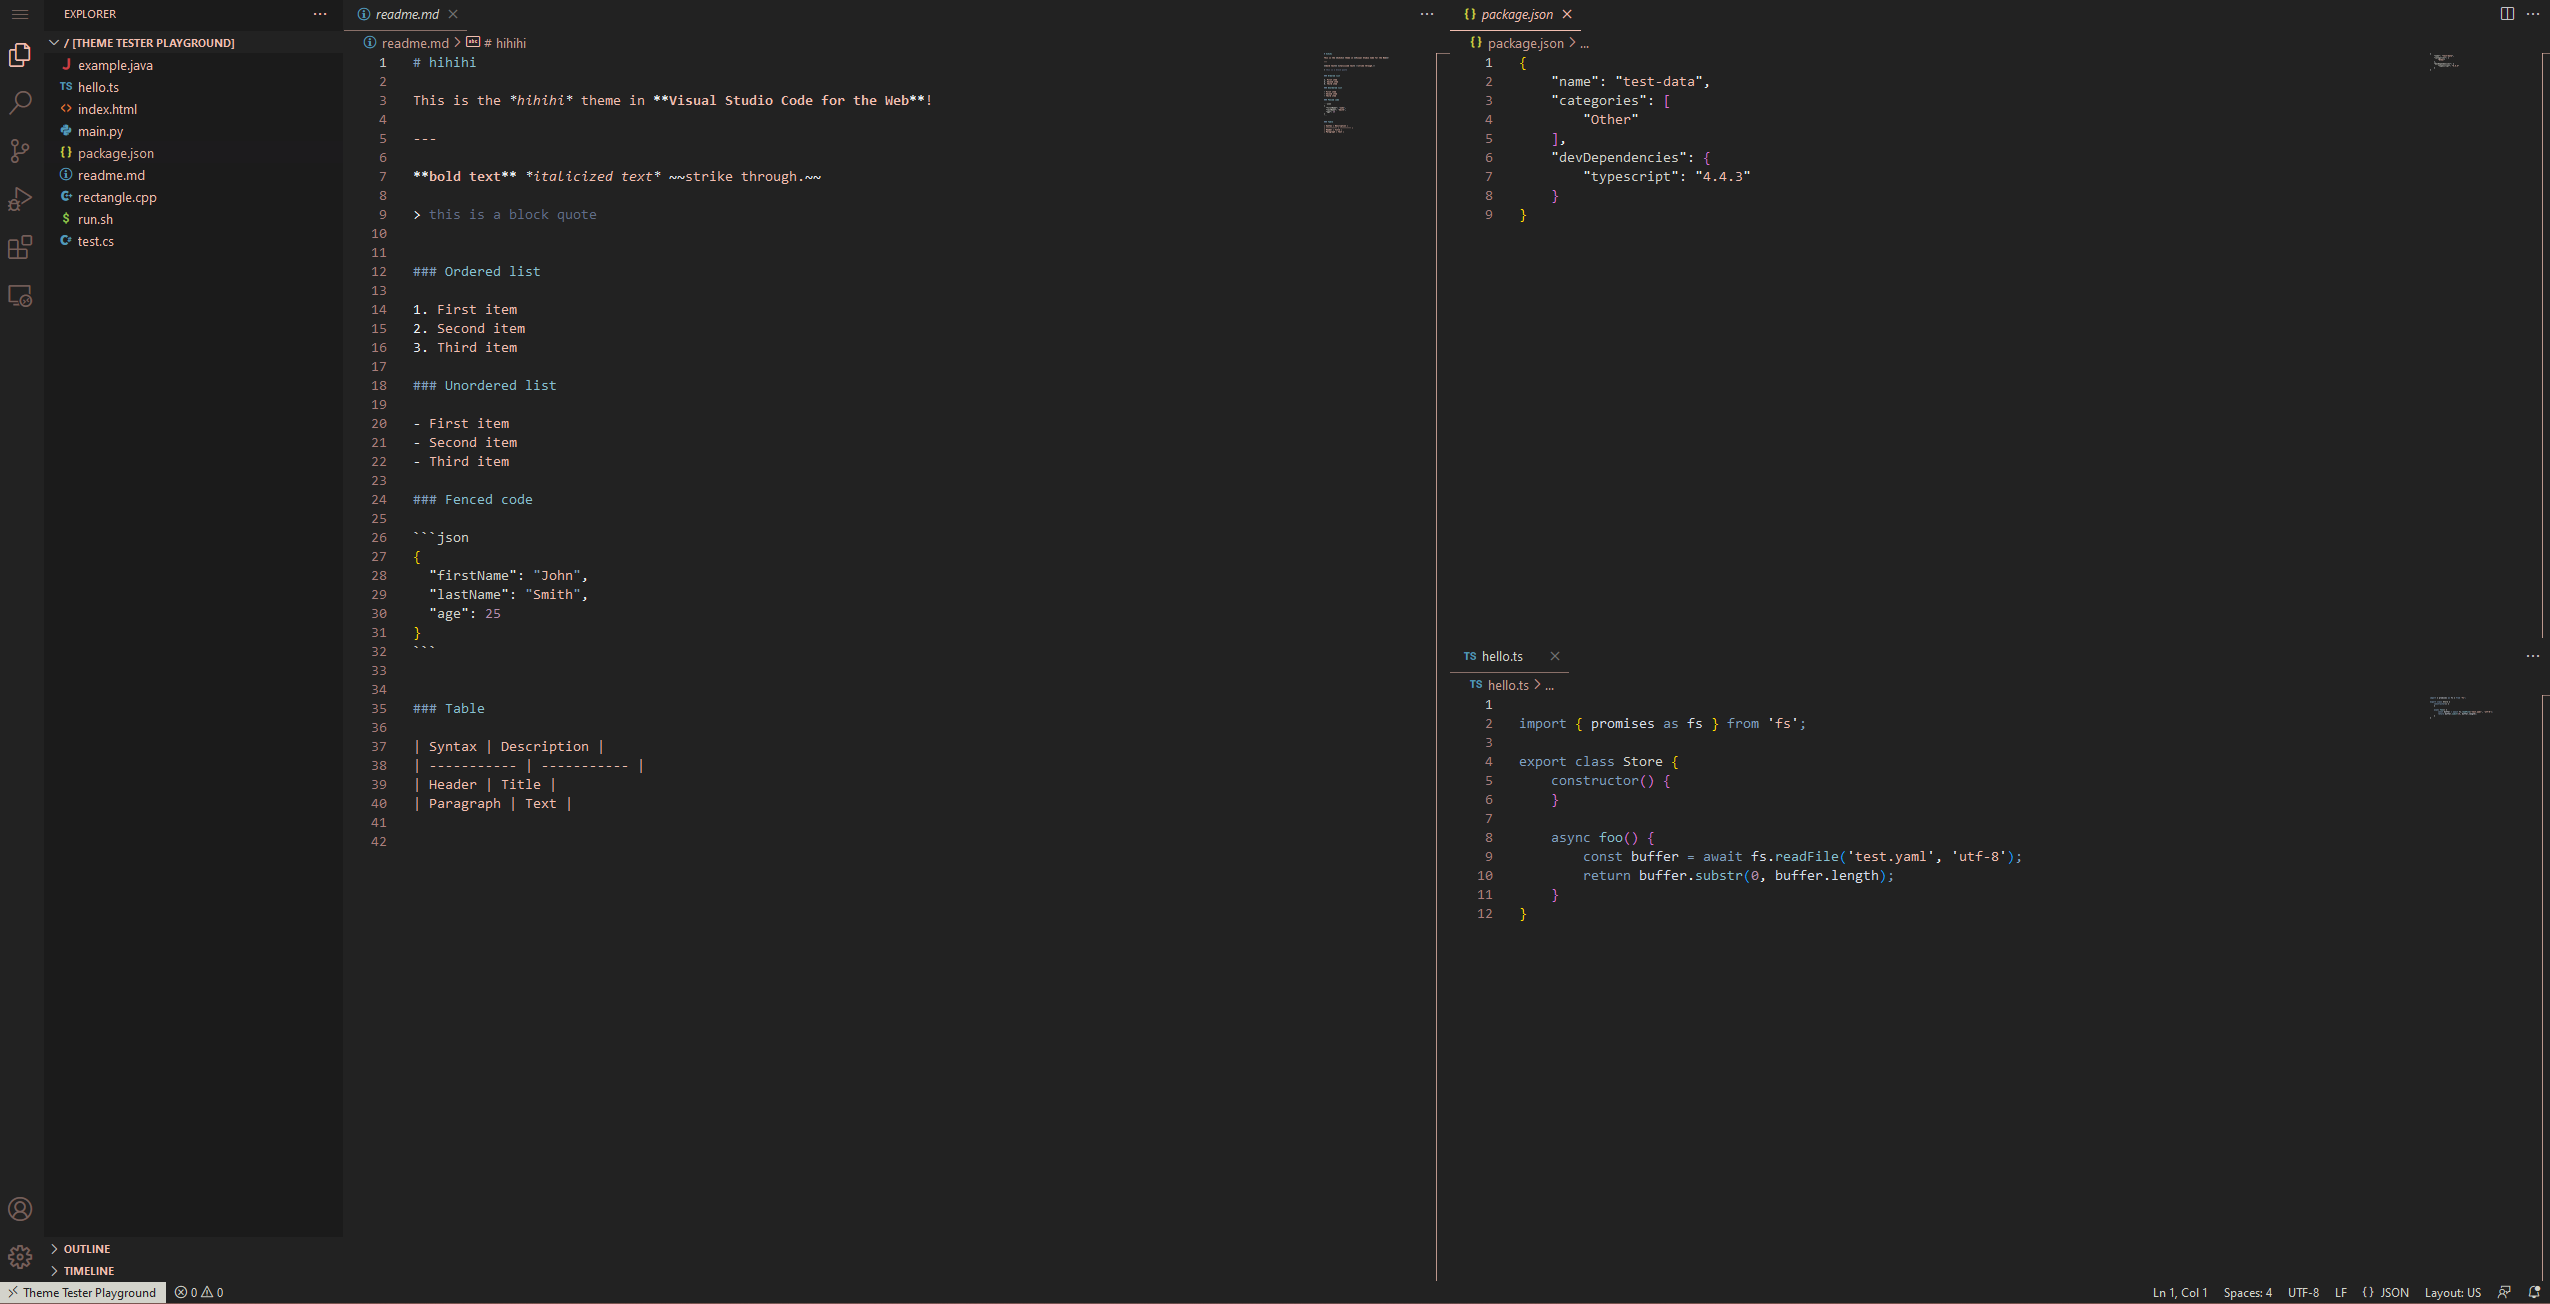 EXPLORER
/ [THEME TESTER PLAYGROUND]
J example.java
TS hello.ts
<> index.html
main.py
{} package.json
readme.md
rectangle.cpp
$ run.sh
test.cs
OUTLINE
TIMELINE
readme.md
readme.md > abc # hihihi
1 # hihihi
2
3 This is the *hihihi* theme in **Visual Studio Code for the Web**!
4
5 ---
6
7 **bold text** *italicized text* ~~strike through.~~
8
9 > this is a block quote
10
11
12 ### Ordered list
13
14 1. First item
15 2. Second item
16 3. Third item
17
18 ### Unordered list
19
20 - First item
21 - Second item
22 - Third item
23
24 ### Fenced code
25
26 ```json
27 {
28   "firstName": "John",
29   "lastName": "Smith",
30   "age": 25
31 }
32 ```
33
34
35 ### Table
36
37 | Syntax | Description |
38 | ----------- | ----------- |
39 | Header | Title |
40 | Paragraph | Text |
41
42
{} package.json
{} package.json > ...
1 {
2     "name": "test-data",
3     "categories": [
4         "Other"
5     ],
6     "devDependencies": {
7         "typescript": "4.4.3"
8     }
9 }
TS hello.ts
TS hello.ts > ...
1
2 import { promises as fs } from 'fs';
3
4 export class Store {
5     constructor() {
6     }
7
8     async foo() {
9         const buffer = await fs.readFile('test.yaml', 'utf-8');
10         return buffer.substr(0, buffer.length);
11     }
12 }
Theme Tester Playground 0 0 Ln 1, Col 1 Spaces: 4 UTF-8 LF {} JSON Layout: US